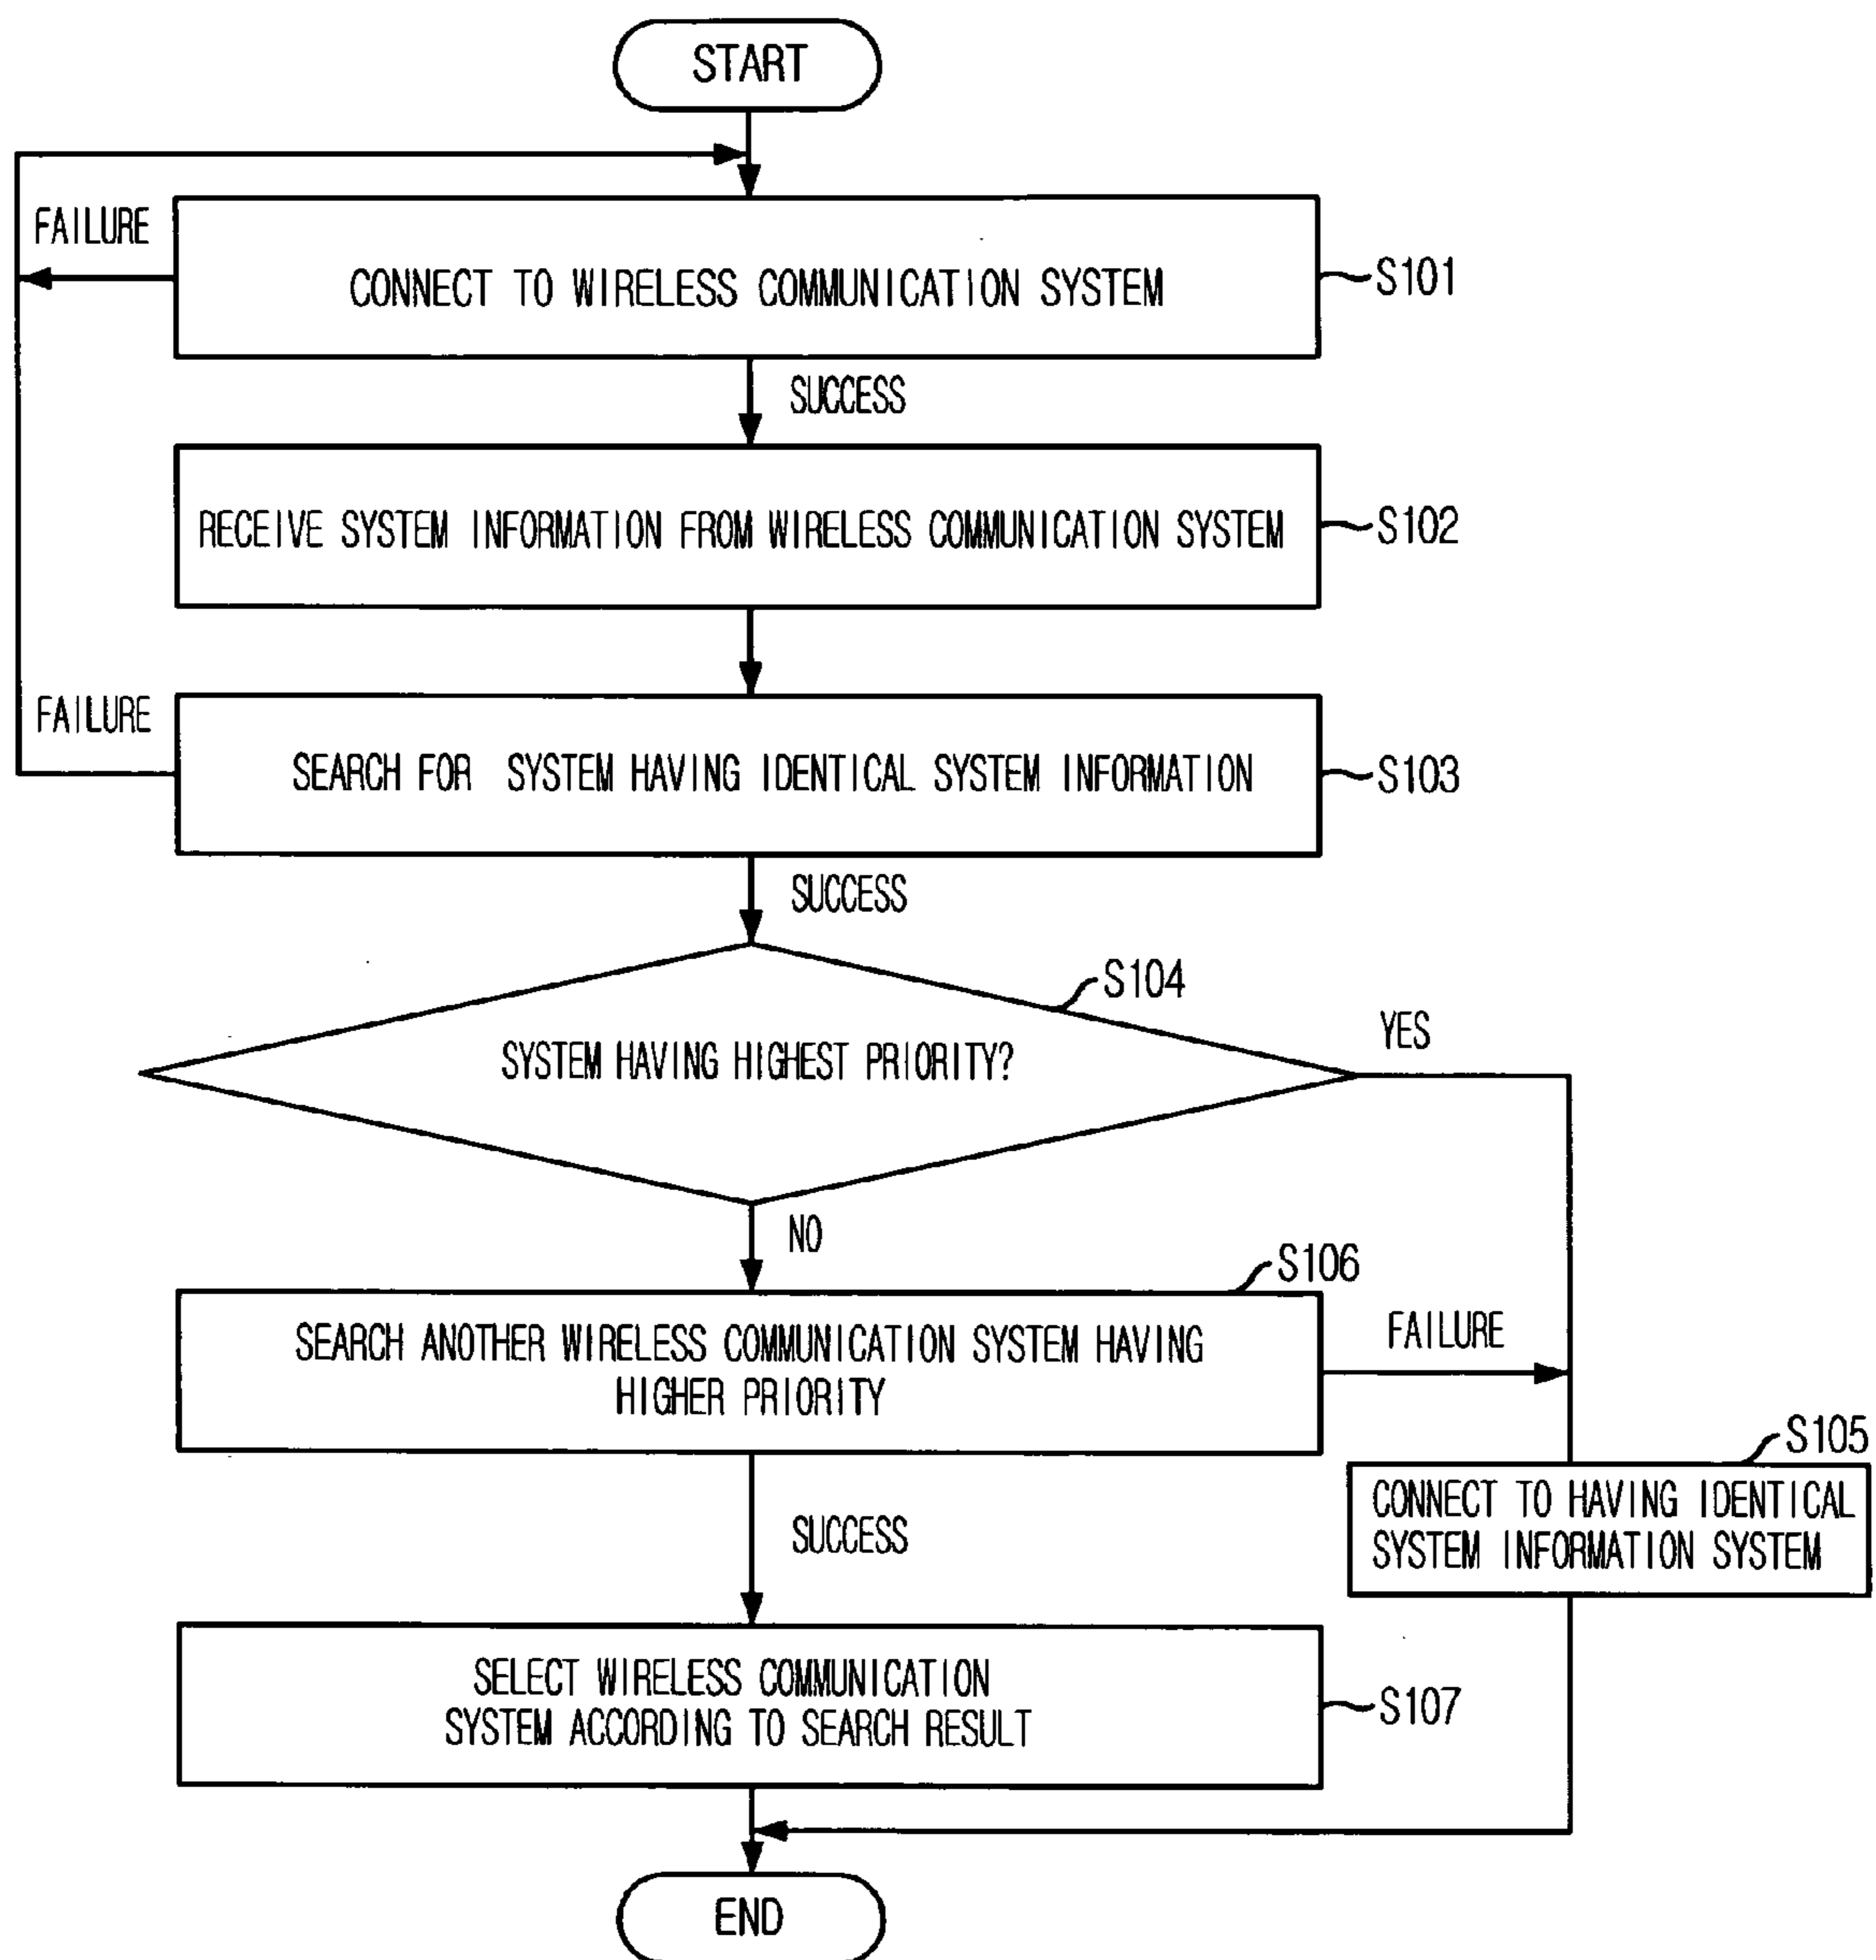 START
FAILURE
CONNECT TO WIRELESS COMMUNICATION SYSTEM
S101
SUCCESS
RECEIVE SYSTEM INFORMATION FROM WIRELESS COMMUNICATION SYSTEM
S102
FAILURE
SEARCH FOR SYSTEM HAVING IDENTICAL SYSTEM INFORMATION
S103
SUCCESS
S104
SYSTEM HAVING HIGHEST PRIORITY?
YES
NO
S106
SEARCH ANOTHER WIRELESS COMMUNICATION SYSTEM HAVING
HIGHER PRIORITY
FAILURE
S105
CONNECT TO HAVING IDENTICAL
SYSTEM INFORMATION SYSTEM
SUCCESS
SELECT WIRELESS COMMUNICATION
SYSTEM ACCORDING TO SEARCH RESULT
S107
END